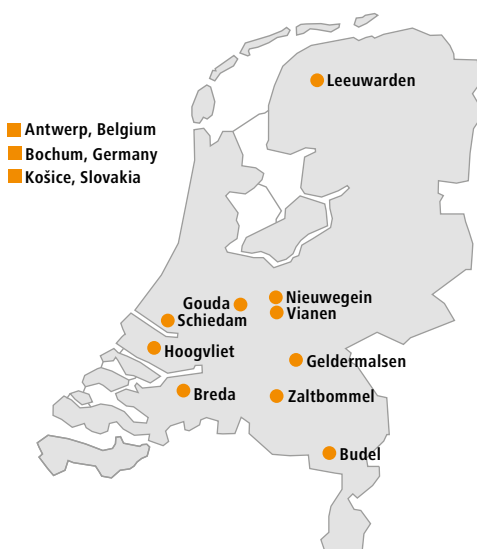 Leeuwarden
Antwerp, Belgium
Bochum, Germany
Košice, Slovakia
Nieuwegein
Gouda
Vianen
Schiedam
Hoogvliet
Geldermalsen
Breda
Zaltbommel
Budel